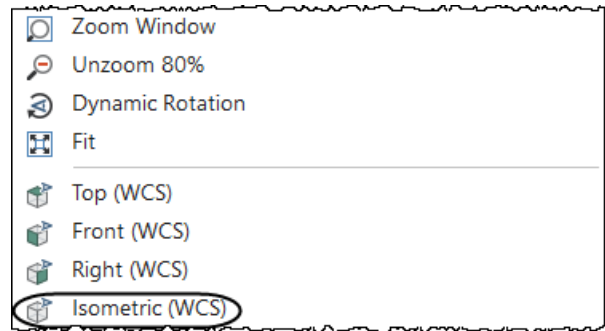 Zoom Window
Unzoom 80%
Dynamic Rotation
Fit
Top (WCS)
Front (WCS)
Right (WCS)
Isometric (WCS)